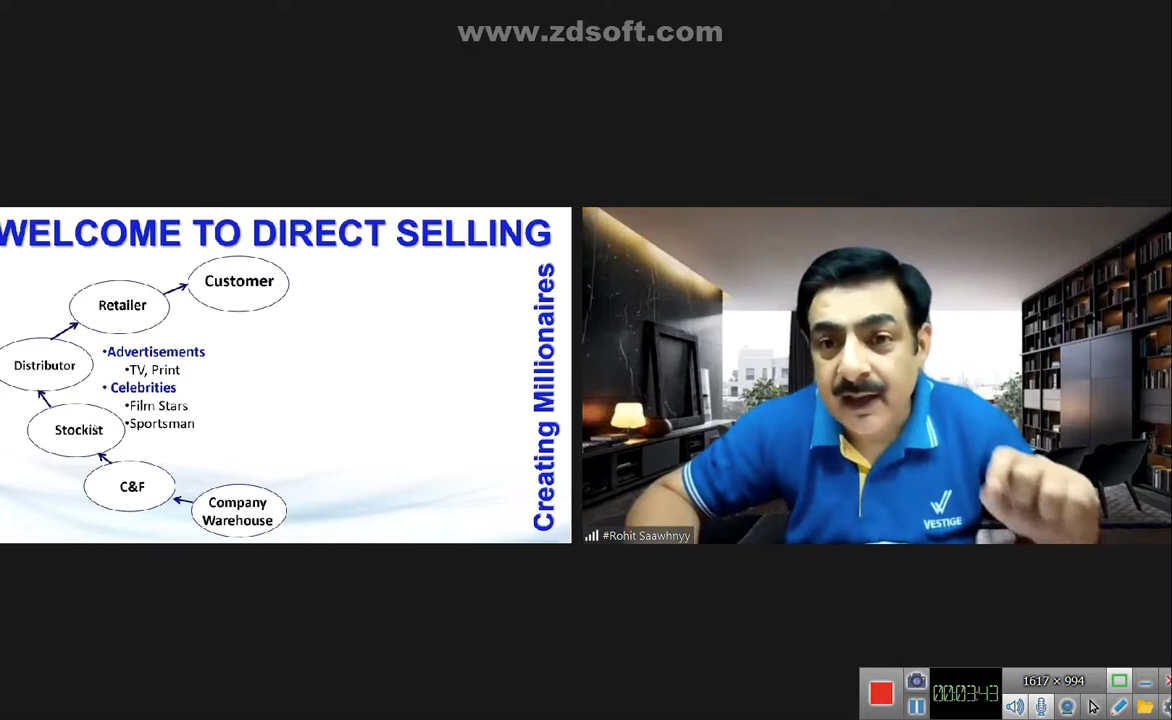 www.zdsoft.com
WELCOME TO DIRECT SELLING
Customer
Retailer
Distributor
•Advertisements
•TV, Print
• Celebrities
•Film Stars
•Sportsman
Stockist
C&F
Company
Warehouse
Creating Millionaires
VESTIGE
#Rohit Saawhnyy
00:03:43
1617 × 994